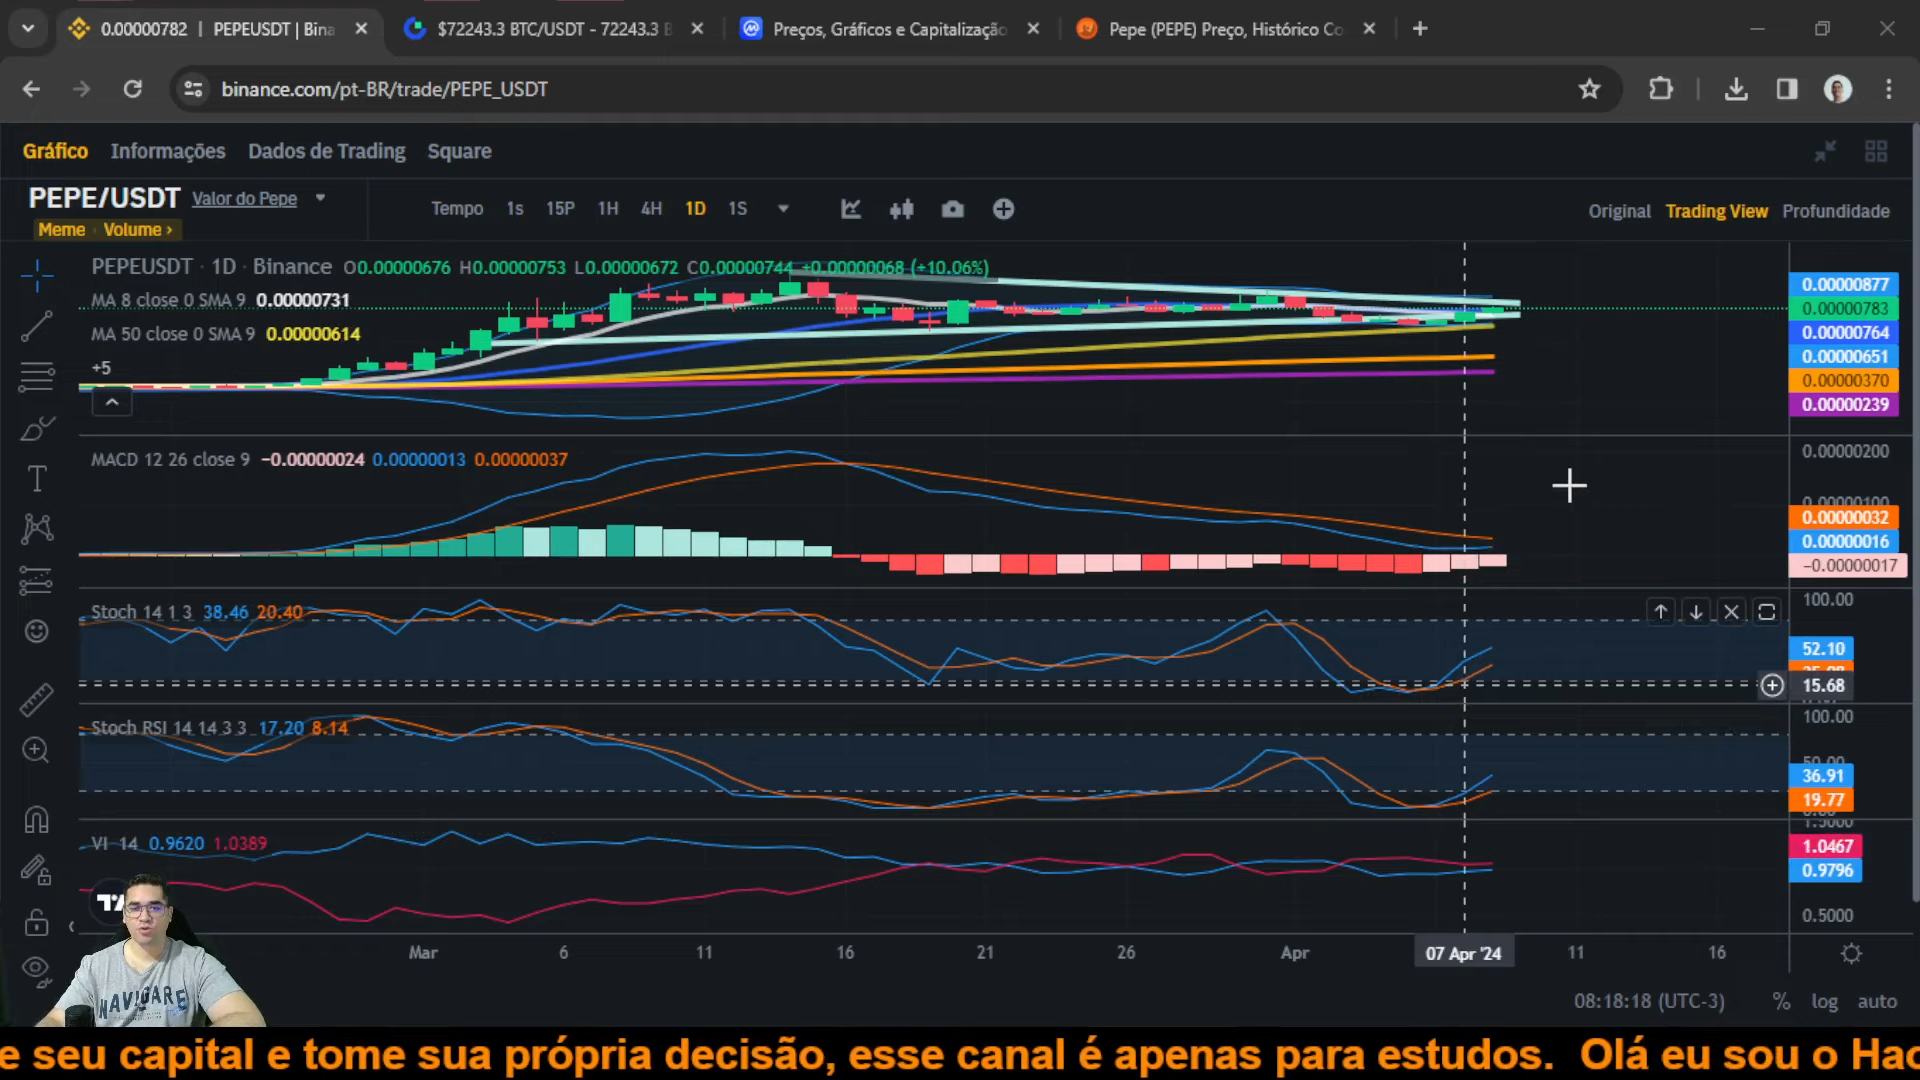 0.00000782 | PEPEUSDT | Bina
$72243.3 BTC/USDT - 72243.3 B
Preços, Gráficos e Capitalização
Pepe (PEPE) Preço, Histórico Co
binance.com/pt-BR/trade/PEPE_USDT
Gráfico Informações Dados de Trading Square
PEPE/USDT Valor do Pepe
Meme Volume ›
Tempo 1s 15P 1H 4H 1D 1S
Original Trading View Profundidade
PEPEUSDT · 1D · Binance O0.00000676 H0.00000753 L0.00000672 C0.00000744 +0.00000068 (+10.06%)
MA 8 close 0 SMA 9 0.00000731
MA 50 close 0 SMA 9 0.00000614
+5
0.00000877
0.00000783
0.00000764
0.00000651
0.00000370
0.00000239
MACD 12 26 close 9 −0.00000024 0.00000013 0.00000037
0.00000200
0.00000100
0.00000032
0.00000016
−0.00000017
Stoch 14 1 3 38.46 20.40
100.00
52.10
15.68
Stoch RSI 14 14 3 3 17.20 8.14
100.00
50.00
36.91
19.77
VI 14 0.9620 1.0389
1.5000
1.0467
0.9796
0.5000
Mar 6 11 16 21 26 Apr 07 Apr '24 11 16
NAVIGARE
08:18:18 (UTC-3) % log auto
e seu capital e tome sua própria decisão, esse canal é apenas para estudos. Olá eu sou o Hac